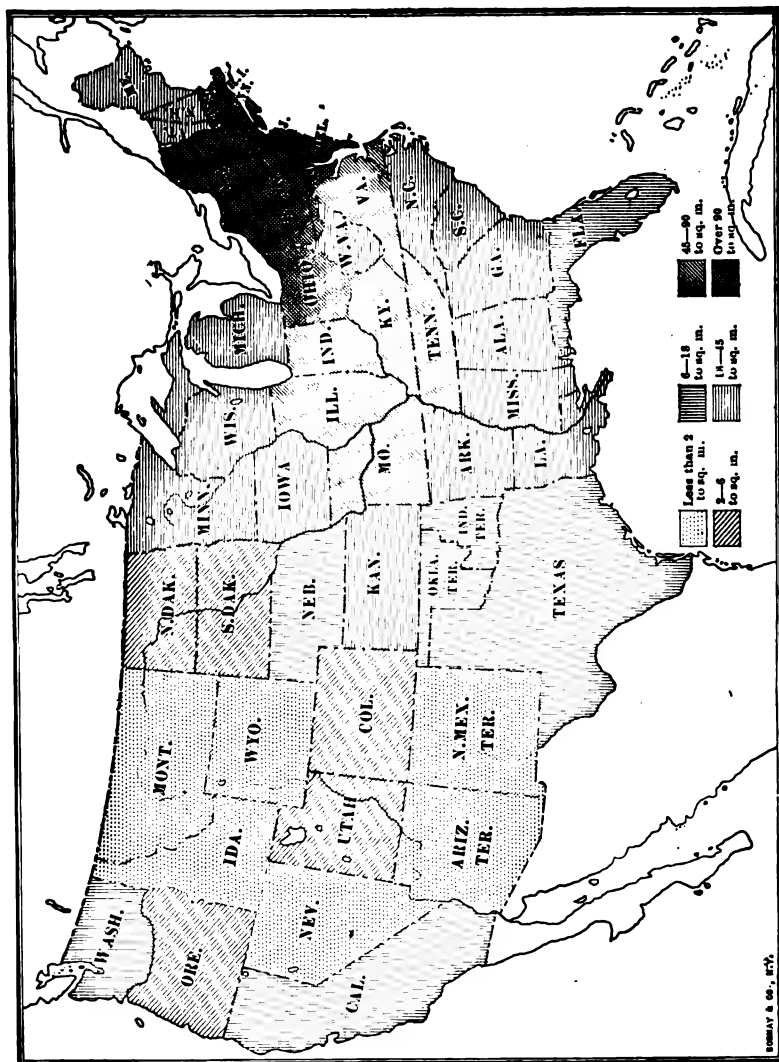 WASH.
ORE.
CAL.
NEV.
IDA.
MONT.
WYO.
UTAH
COL.
ARIZ.
TER.
N.MEX.
TER.
N.DAK.
S.DAK.
NEB.
KAN.
OKLA.
TER.
IND.
TER.
TEXAS
MINN.
IOWA
MO.
ARK.
LA.
WIS.
ILL.
MICH.
IND.
OHIO
KY.
TENN.
MISS.
ALA.
GA.
FLA.
S.C.
N.C.
VA.
W.VA.
ME.
Less than 2
to sq. m.
2—6
to sq. m.
6—18
to sq. m.
18—45
to sq. m.
45—90
to sq. m.
Over 90
to sq. m.
& CO., N.Y.